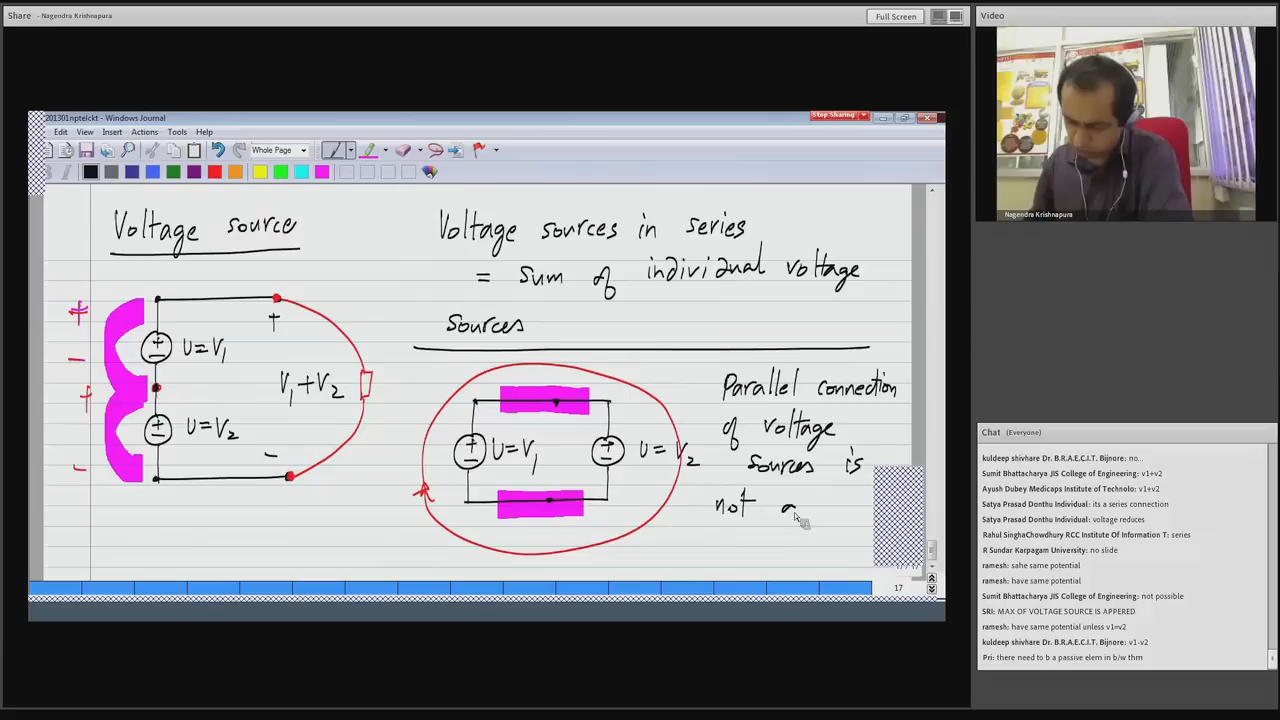 Share - Nagendra Krishnapura
Full Screen
Video
201301nptelckt - Windows Journal
Stop Sharing
Edit View Insert Actions Tools Help
Whole Page
Voltage source
Voltage sources in series
= sum of individual voltage
sources
+
+
-
+
-
+
-
U=V1
U=V2
V1+V2
+
-
U=V1
U=V2
Parallel connection
of voltage
sources is
not a
17
Nagendra Krishnapura
Chat (Everyone)
kuldeep shivhare Dr. B.R.A.E.C.I.T. Bijnore: no...
Sumit Bhattacharya JIS College of Engineering: v1+v2
Ayush Dubey Medicaps Institute of Technolo: v1+v2
Satya Prasad Donthu Individual: its a series connection
Satya Prasad Donthu Individual: voltage reduces
Rahul SinghaChowdhury RCC Institute Of Information T: series
R Sundar Karpagam University: no slide
ramesh: sahe same potential
ramesh: have same potential
Sumit Bhattacharya JIS College of Engineering: not possible
SRI: MAX OF VOLTAGE SOURCE IS APPERED
ramesh: have same potential unless v1=v2
kuldeep shivhare Dr. B.R.A.E.C.I.T. Bijnore: v1-v2
Pri: there need to b a passive elem in b/w thm